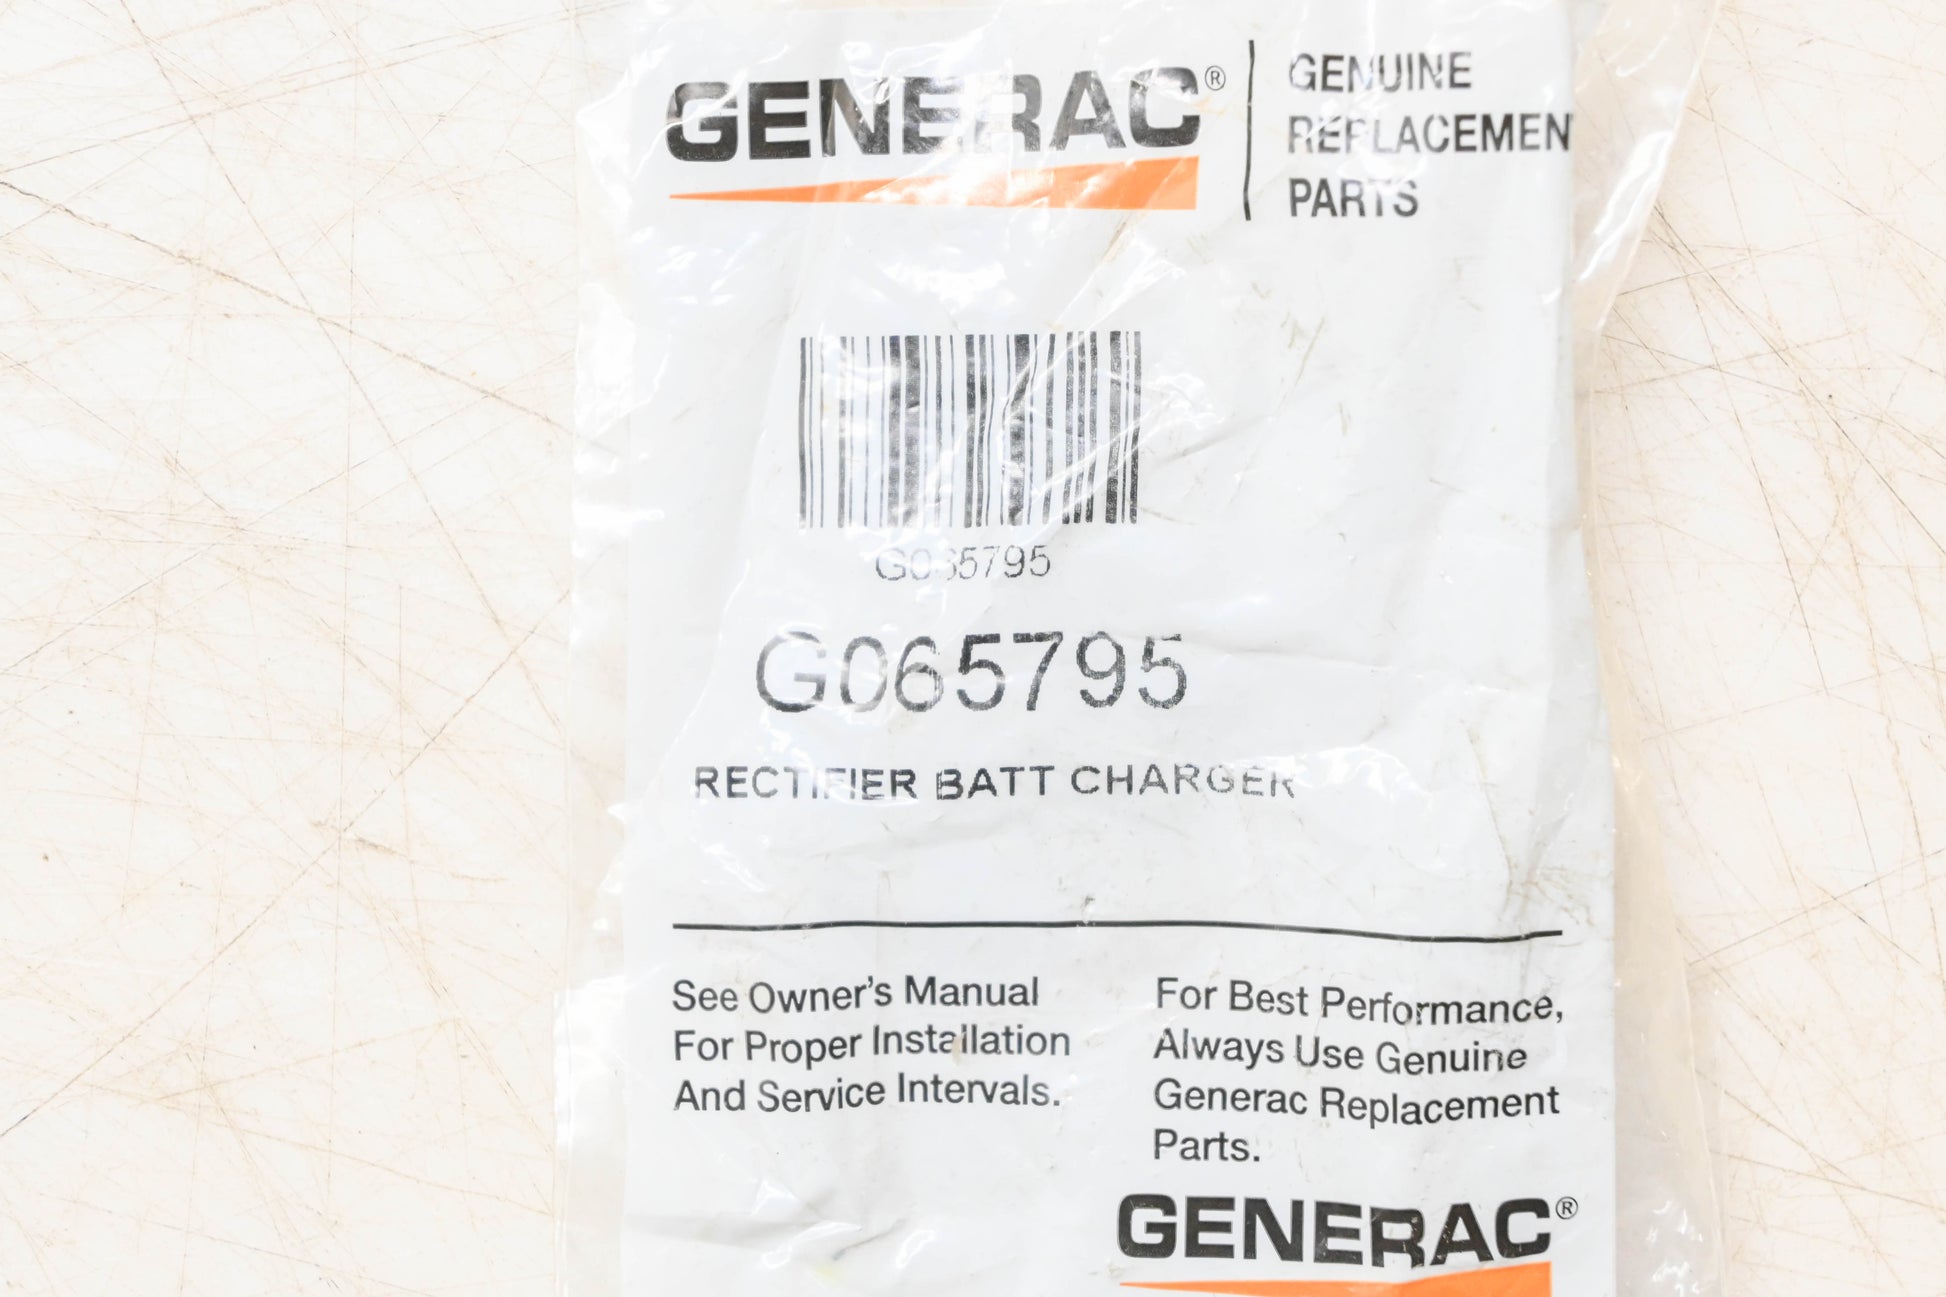 GENERAC®
GENUINE
REPLACEMEN
PARTS
G065795
G065795
RECTIFIER BATT CHARGER
See Owner's Manual
For Proper Installation
And Service Intervals.
For Best Performance,
Always Use Genuine
Generac Replacement
Parts.
GENERAC®